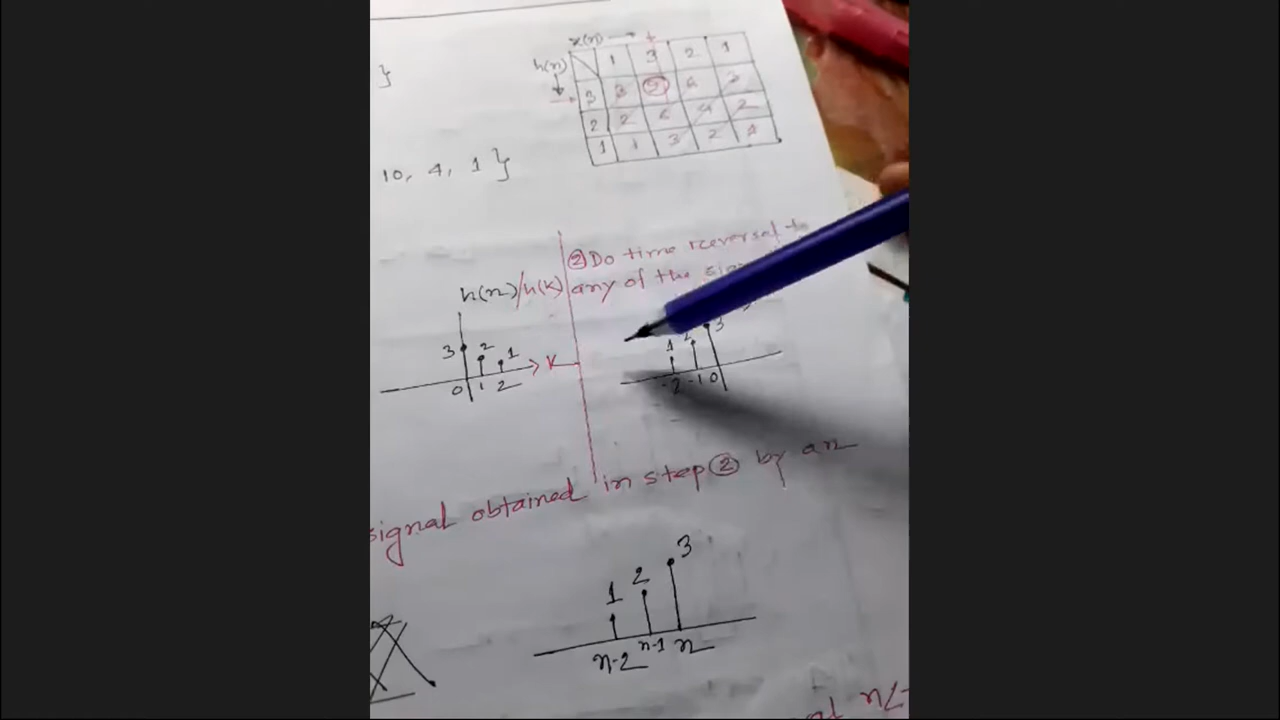 x(n) → +
h(n) ↓
1 3 2 1
3 3 9 6 3
2 2 6 4 2
1 1 3 2 1
}
10, 4, 1 }
② Do time reversal to
any of the
h(n)/h(k)
3 2 1
0 1 2 K
1 2 3
-2 -1 0
signal obtained in step ② by an
1 2 3
n-2 n-1 n